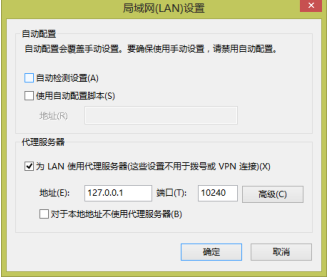 局域网(LAN)设置
自动配置
自动配置会覆盖手动设置。要确保使用手动设置，请禁用自动配置。
自动检测设置(A)
使用自动配置脚本(S)
地址(R)
代理服务器
为 LAN 使用代理服务器(这些设置不用于拨号或 VPN 连接)(X)
地址(E): 127.0.0.1 端口(T): 10240 高级(C)
对于本地地址不使用代理服务器(B)
确定 取消